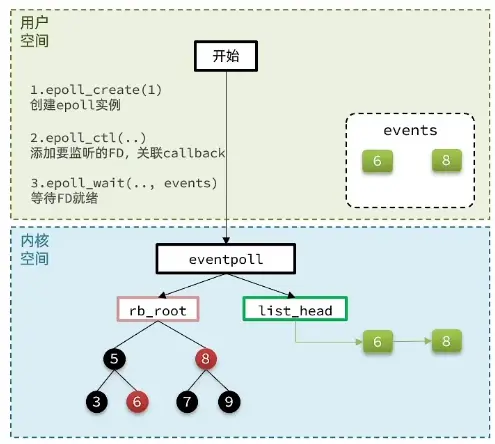 用户
空间
开始
1.epoll_create(1)
创建epoll实例
2.epoll_ctl(..)
添加要监听的FD，关联callback
3.epoll_wait(.., events)
等待FD就绪
events
6
8
内核
空间
eventpoll
rb_root
list_head
6
8
5
8
3
6
7
9